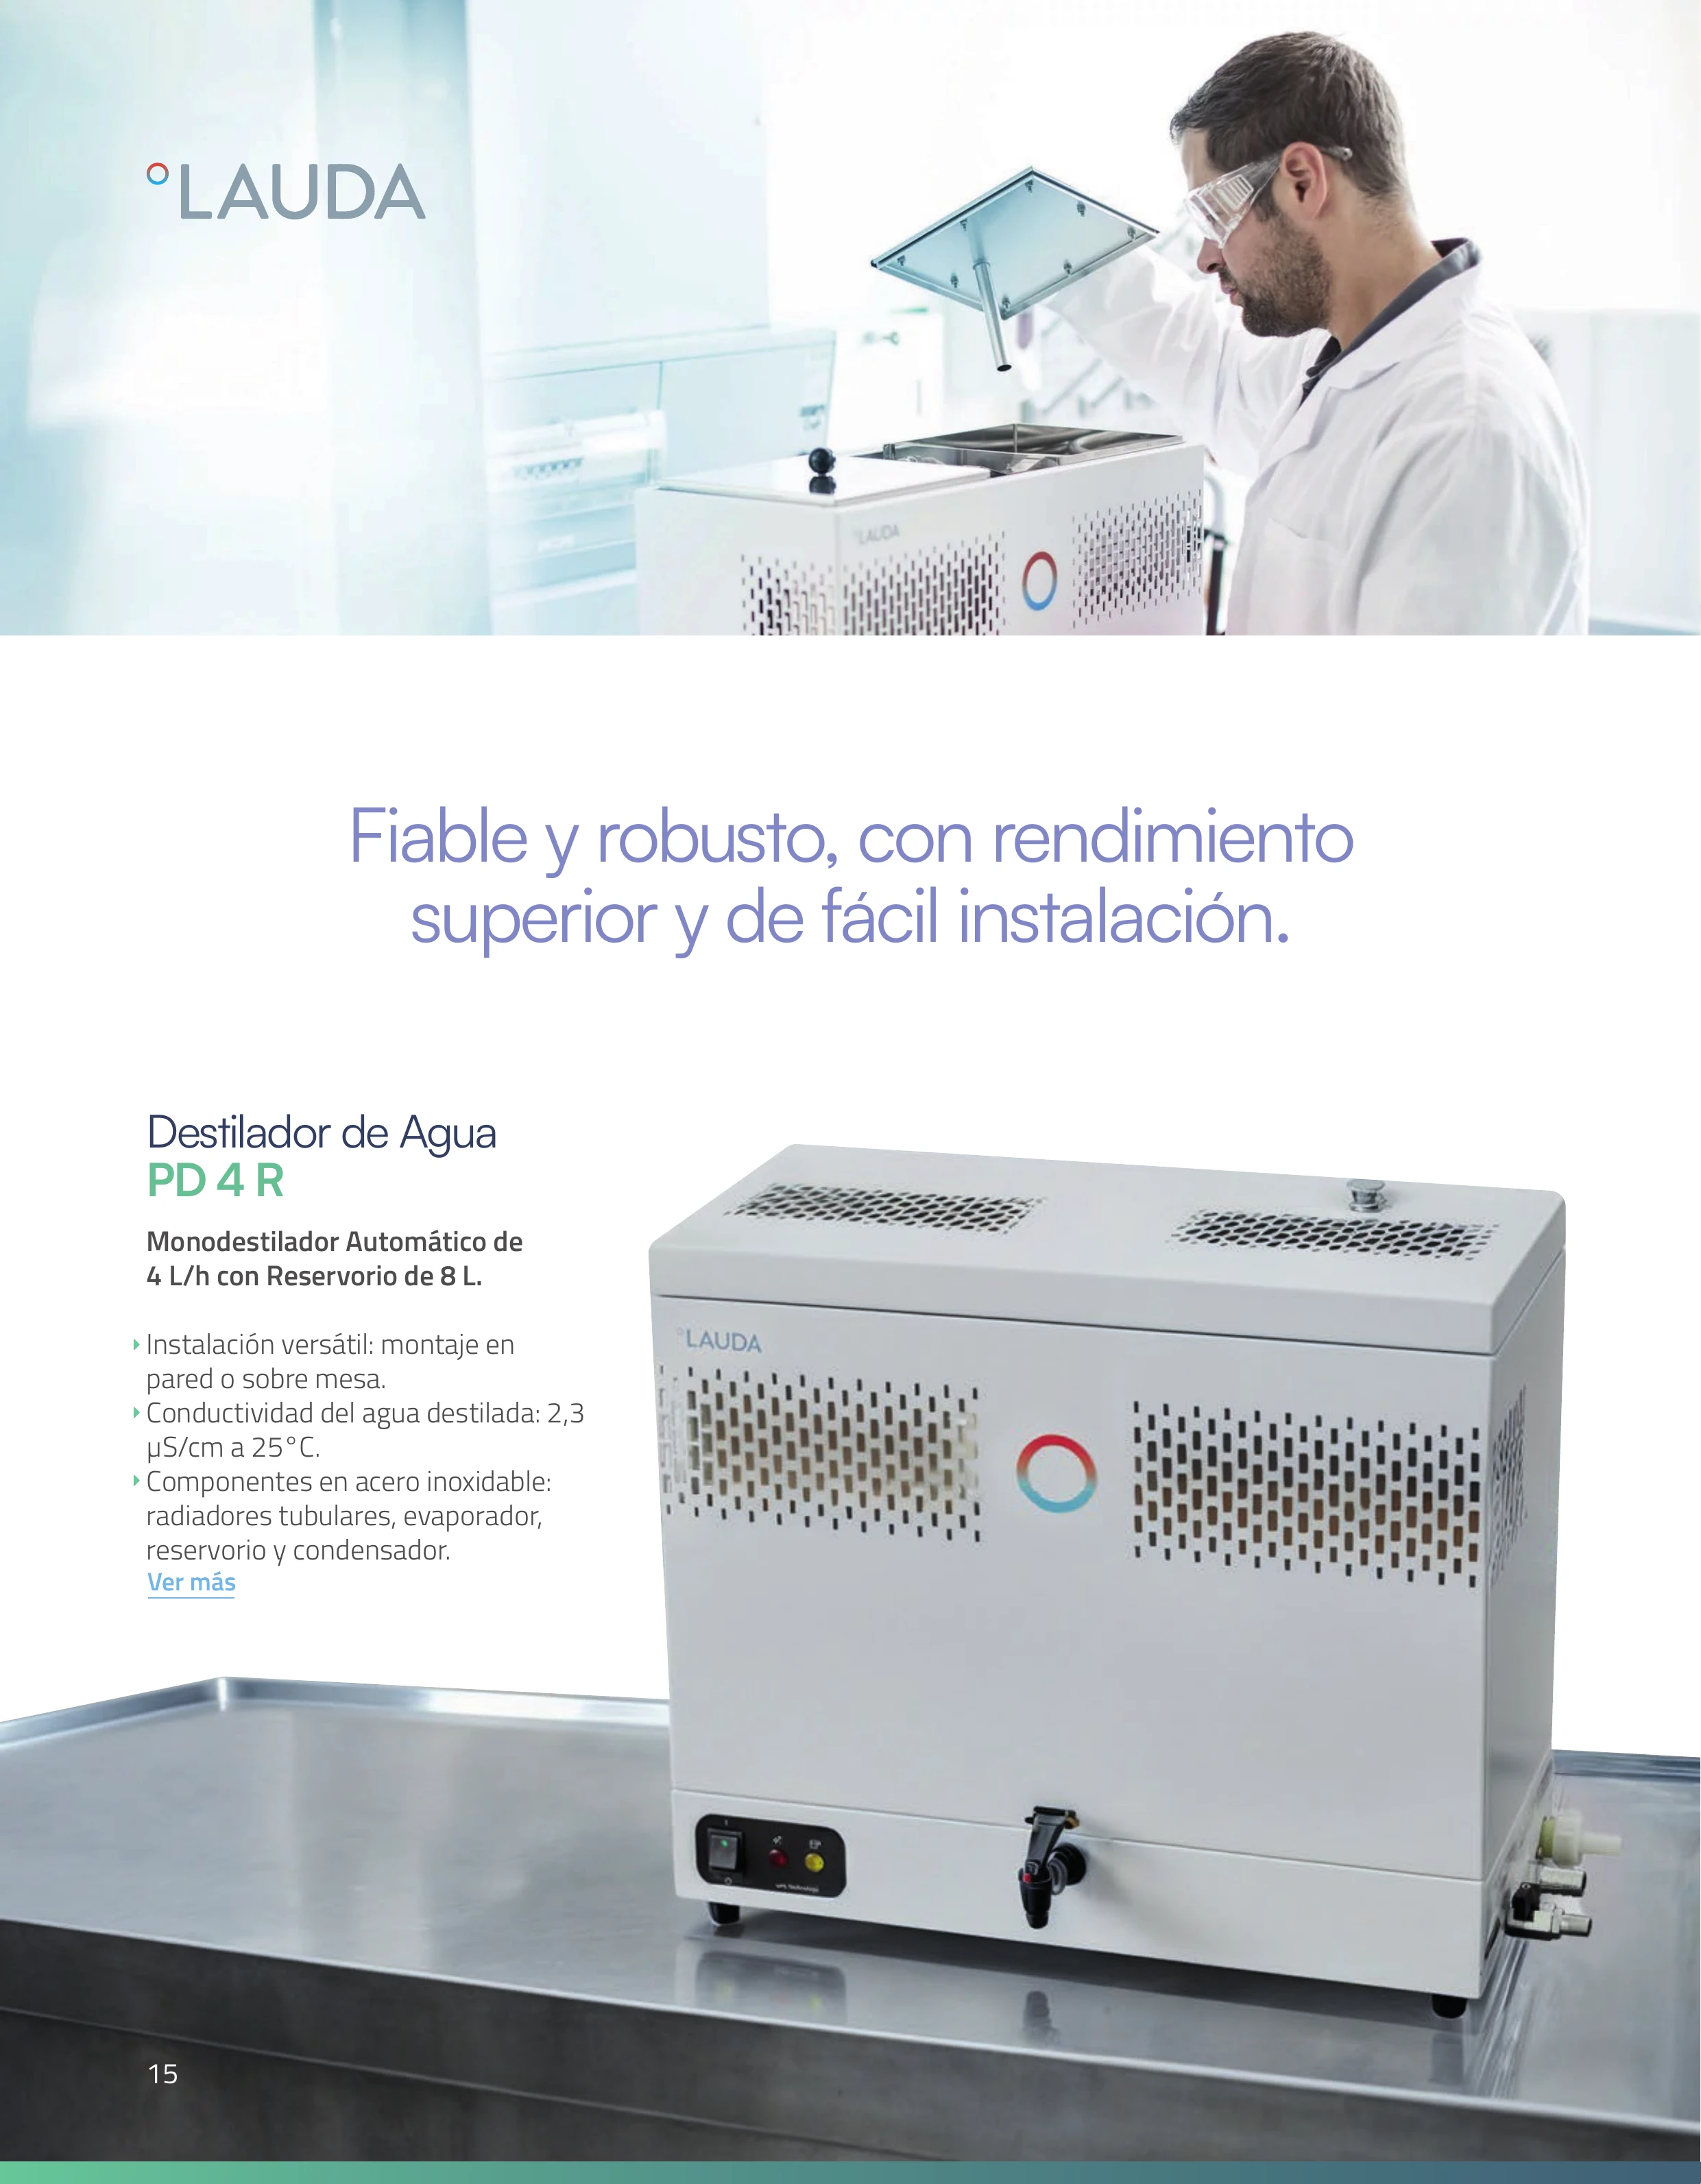 LAUDA
LAUDA
Fiable y robusto, con rendimiento
superior y de fácil instalación.
Destilador de Agua
PD 4 R
Monodestilador Automático de
4 L/h con Reservorio de 8 L.
Instalación versátil: montaje en
pared o sobre mesa.
Conductividad del agua destilada: 2,3
µS/cm a 25°C.
Componentes en acero inoxidable:
radiadores tubulares, evaporador,
reservorio y condensador.
Ver más
LAUDA
15